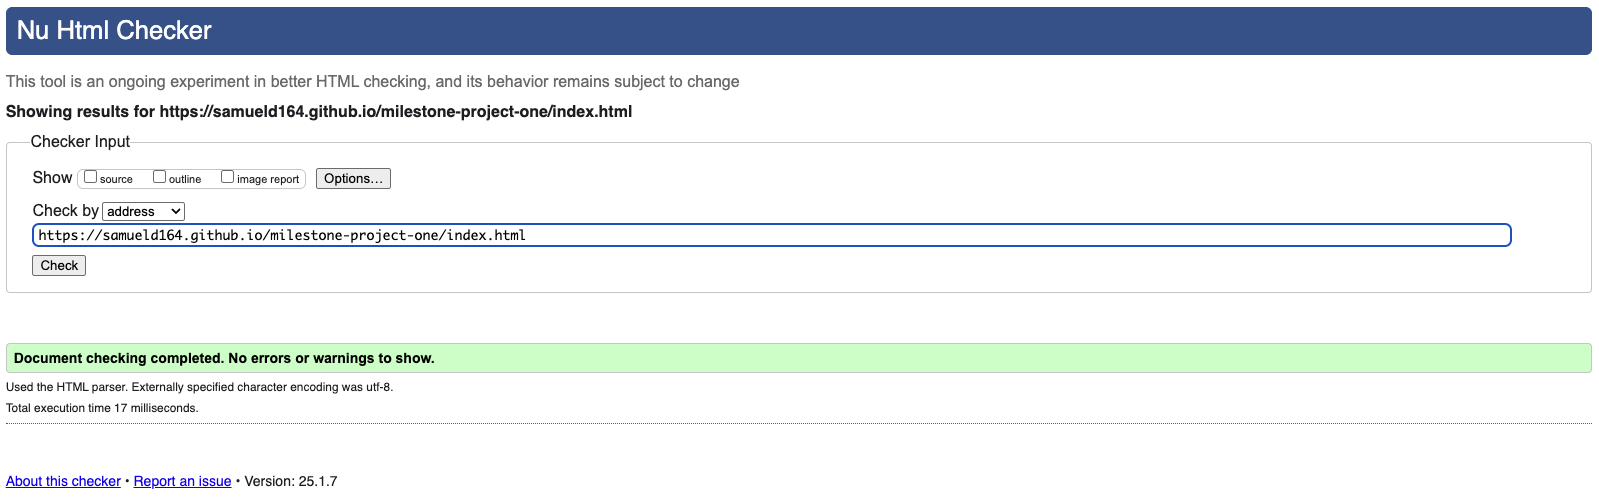 Nu Html Checker
This tool is an ongoing experiment in better HTML checking, and its behavior remains subject to change
Showing results for https://samueld164.github.io/milestone-project-one/index.html
Checker Input
Show source outline image report Options...
Check by address
https://samueld164.github.io/milestone-project-one/index.html
Check
Document checking completed. No errors or warnings to show.
Used the HTML parser. Externally specified character encoding was utf-8.
Total execution time 17 milliseconds.
About this checker • Report an issue • Version: 25.1.7